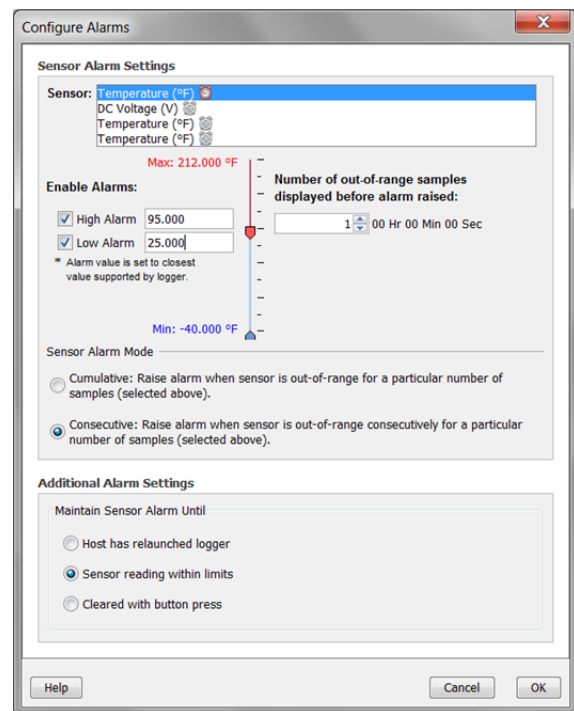 Configure Alarms
Sensor Alarm Settings
Sensor: Temperature (°F)
DC Voltage (V)
Temperature (°F)
Temperature (°F)
Max: 212.000 °F
Enable Alarms:
High Alarm 95.000
Low Alarm 25.000
* Alarm value is set to closest
value supported by logger.
Min: -40.000 °F
Number of out-of-range samples
displayed before alarm raised:
1 00 Hr 00 Min 00 Sec
Sensor Alarm Mode
Cumulative: Raise alarm when sensor is out-of-range for a particular number of
samples (selected above).
Consecutive: Raise alarm when sensor is out-of-range consecutively for a particular
number of samples (selected above).
Additional Alarm Settings
Maintain Sensor Alarm Until
Host has relaunched logger
Sensor reading within limits
Cleared with button press
Help
Cancel
OK